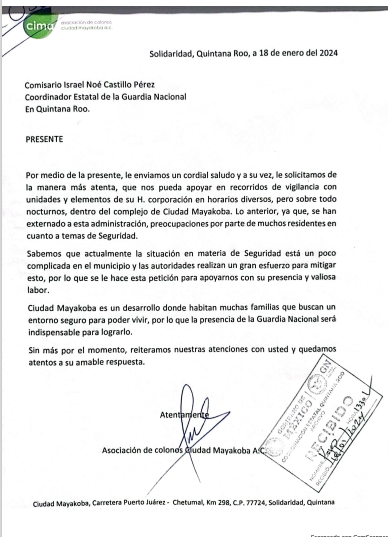 cima
asociación de colonos
ciudad mayakoba a.c.
Solidaridad, Quintana Roo, a 18 de enero del 2024
Comisario Israel Noé Castillo Pérez
Coordinador Estatal de la Guardia Nacional
En Quintana Roo.
PRESENTE
Por medio de la presente, le enviamos un cordial saludo y a su vez, le solicitamos de
la manera más atenta, que nos pueda apoyar en recorridos de vigilancia con
unidades y elementos de su H. corporación en horarios diversos, pero sobre todo
nocturnos, dentro del complejo de Ciudad Mayakoba. Lo anterior, ya que, se han
externado a esta administración, preocupaciones por parte de muchos residentes en
cuanto a temas de Seguridad.
Sabemos que actualmente la situación en materia de Seguridad está un poco
complicada en el municipio y las autoridades realizan un gran esfuerzo para mitigar
esto, por lo que se le hace esta petición para apoyarnos con su presencia y valiosa
labor.
Ciudad Mayakoba es un desarrollo donde habitan muchas familias que buscan un
entorno seguro para poder vivir, por lo que la presencia de la Guardia Nacional será
indispensable para lograrlo.
Sin más por el momento, reiteramos nuestras atenciones con usted y quedamos
atentos a su amable respuesta.
Atentamente
Asociación de colonos Ciudad Mayakoba A.C.
GN
MÉXICO
RECIBIDO
Ciudad Mayakoba, Carretera Puerto Juárez - Chetumal, Km 298, C.P. 77724, Solidaridad, Quintana